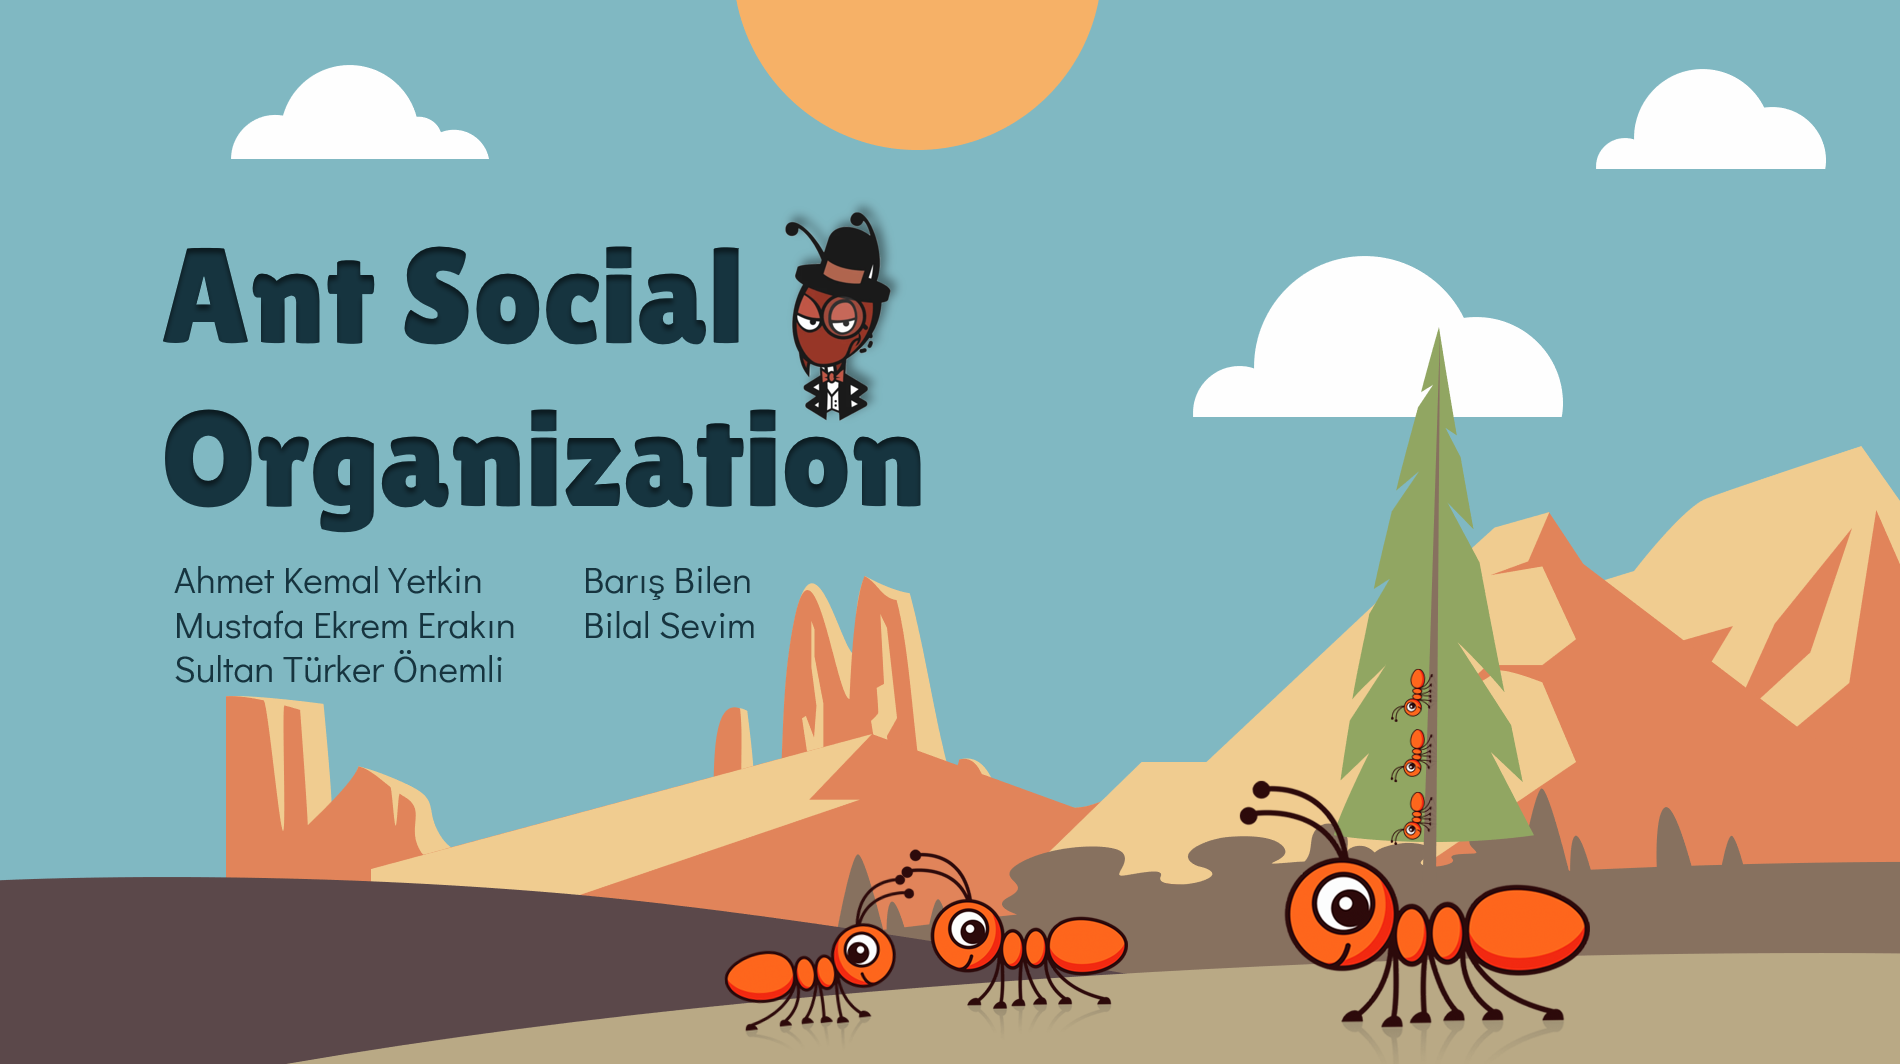 Ant Social
Organization
Ahmet Kemal Yetkin
Mustafa Ekrem Erakın
Sultan Türker Önemli
Barış Bilen
Bilal Sevim